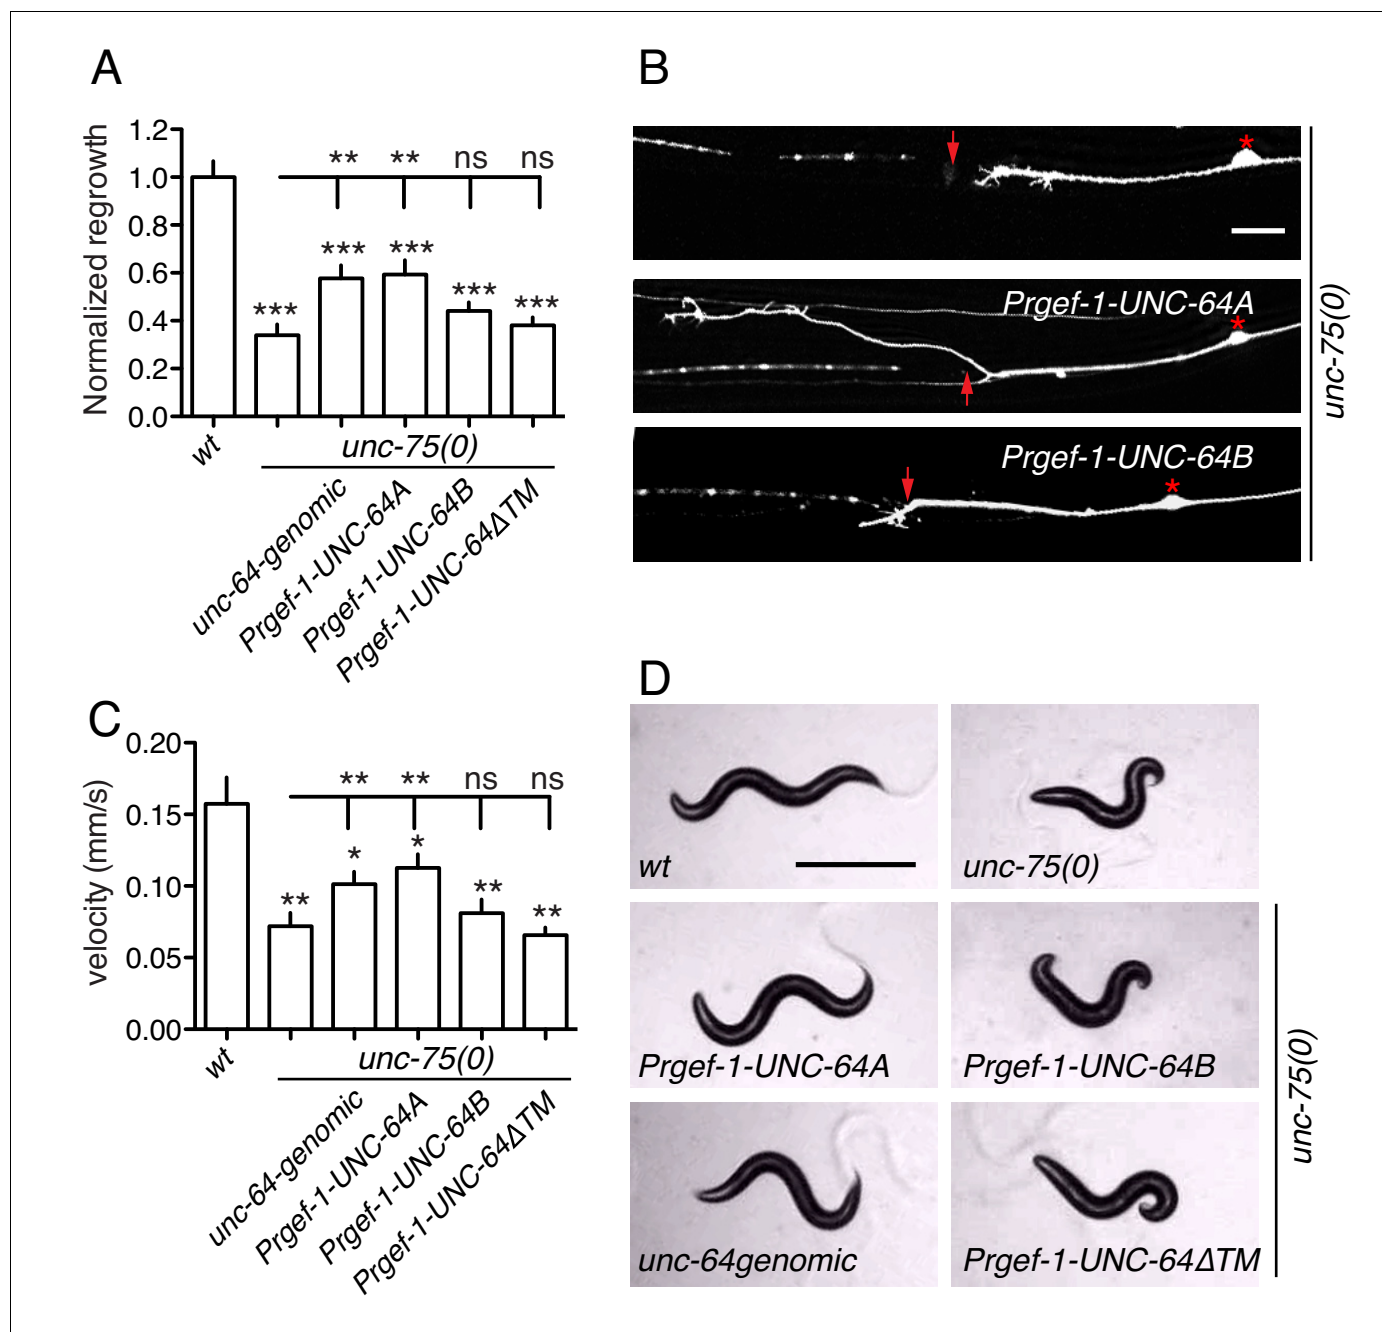 A
Normalized regrowth
1.2
1.0
0.8
0.6
0.4
0.2
0.0
** ** ns ns
*** *** *** *** ***
wt
unc-75(0)
unc-64-genomic
Prgef-1-UNC-64A
Prgef-1-UNC-64B
Prgef-1-UNC-64ΔTM
B
*
Prgef-1-UNC-64A
*
Prgef-1-UNC-64B
*
unc-75(0)
C
velocity (mm/s)
0.20
0.15
0.10
0.05
0.00
** ** ns ns
** * * ** **
wt
unc-75(0)
unc-64-genomic
Prgef-1-UNC-64A
Prgef-1-UNC-64B
Prgef-1-UNC-64ΔTM
D
wt
unc-75(0)
Prgef-1-UNC-64A
Prgef-1-UNC-64B
unc-64genomic
Prgef-1-UNC-64ΔTM
unc-75(0)